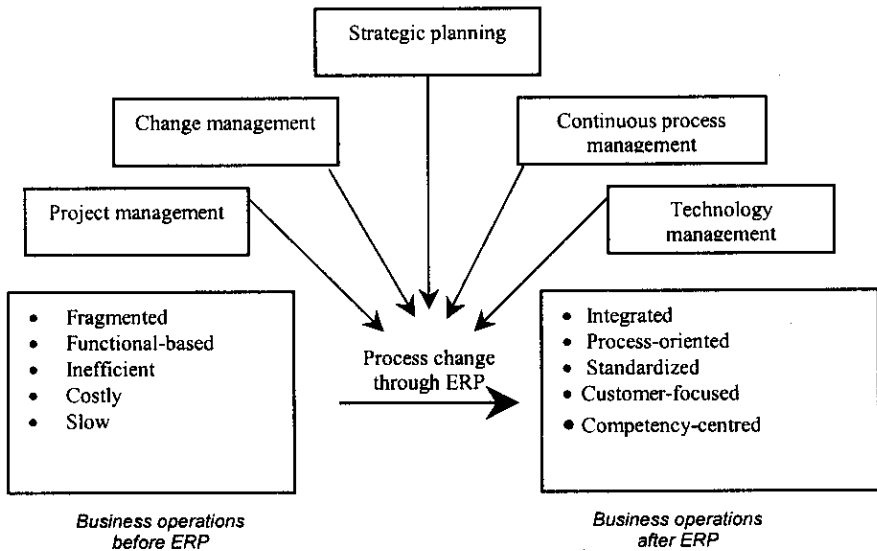 Strategic planning
Change management
Continuous process
management
Project management
Technology
management
• Fragmented
• Functional-based
• Inefficient
• Costly
• Slow
Process change
through ERP
• Integrated
• Process-oriented
• Standardized
• Customer-focused
• Competency-centred
Business operations
before ERP
Business operations
after ERP